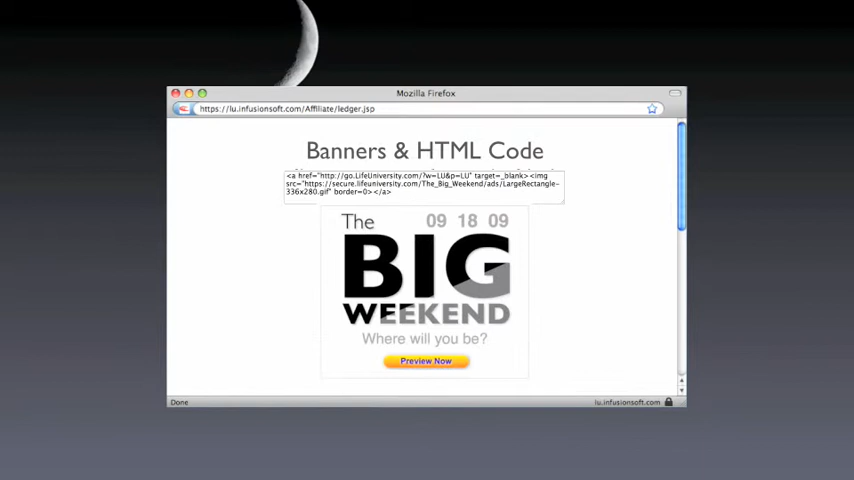 Mozilla Firefox
https://lu.infusionsoft.com/Affiliate/ledger.jsp
Banners & HTML Code
<a href="http://go.LifeUniversity.com/?w=LU&p=LU" target=_blank><img
src="https://secure.lifeuniversity.com/The_Big_Weekend/ads/LargeRectangle-
336x280.gif" border=0></a>
The 09 18 09
BIG
WEEKEND
Where will you be?
Preview Now
Done lu.infusionsoft.com